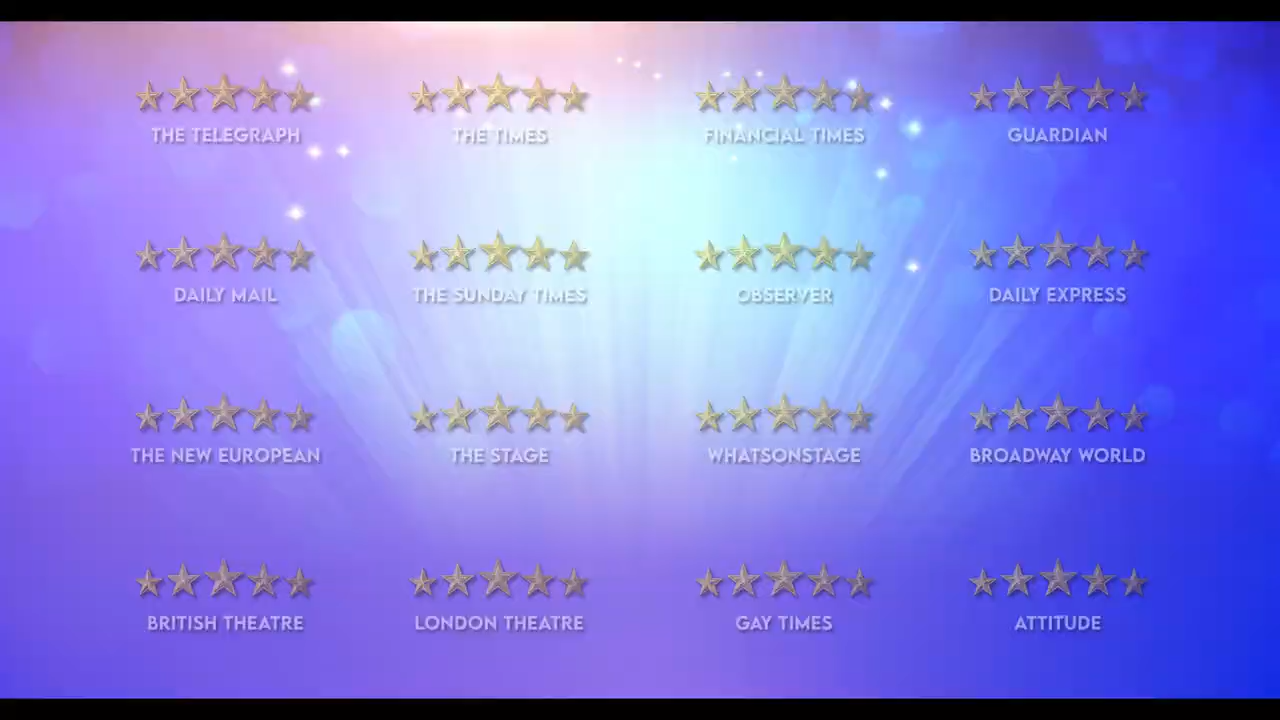 THE TELEGRAPH
THE TIMES
FINANCIAL TIMES
GUARDIAN
DAILY MAIL
THE SUNDAY TIMES
OBSERVER
DAILY EXPRESS
THE NEW EUROPEAN
THE STAGE
WHATSONSTAGE
BROADWAY WORLD
BRITISH THEATRE
LONDON THEATRE
GAY TIMES
ATTITUDE